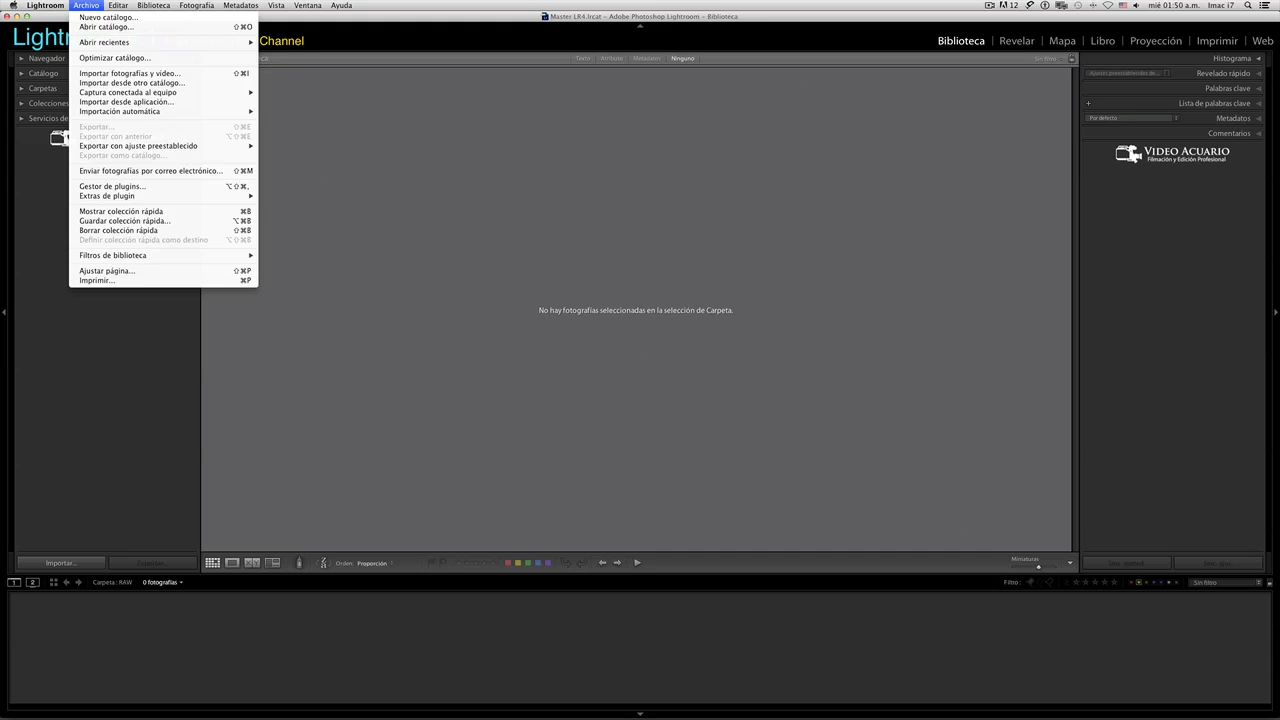 Lightroom Archivo Editar Biblioteca Fotografía Metadatos Vista Ventana Ayuda
12 mié 01:50 a.m. Imac i7
Master LR4.lrcat - Adobe Photoshop Lightroom - Biblioteca
Channel
Biblioteca | Revelar | Mapa | Libro | Proyección | Imprimir | Web
Nuevo catálogo...
Abrir catálogo... ⇧⌘O
Abrir recientes
Optimizar catálogo...
Importar fotografías y vídeo... ⇧⌘I
Importar desde otro catálogo...
Captura conectada al equipo
Importar desde aplicación...
Importación automática
Exportar... ⇧⌘E
Exportar con anterior ⌥⇧⌘E
Exportar con ajuste preestablecido
Exportar como catálogo...
Enviar fotografías por correo electrónico... ⇧⌘M
Gestor de plugins... ⌥⇧⌘,
Extras de plugin
Mostrar colección rápida ⌘B
Guardar colección rápida... ⌥⌘B
Borrar colección rápida ⇧⌘B
Definir colección rápida como destino ⌥⇧⌘B
Filtros de biblioteca
Ajustar página... ⇧⌘P
Imprimir... ⌘P
Navegador
Catálogo
Carpetas
Colecciones
Texto Atributo Metadatos Ninguno
Sin filtro
Histograma
Revelado rápido
Palabras clave
Lista de palabras clave
Por defecto
Metadatos
Comentarios
VIDEO ACUARIO
Filmación y Edición Profesional
No hay fotografías seleccionadas en la selección de Carpeta.
Importar...
Orden: Proporción
Miniaturas
1 2 Carpeta: RAW 0 fotografías
Filtro:
Sin filtro